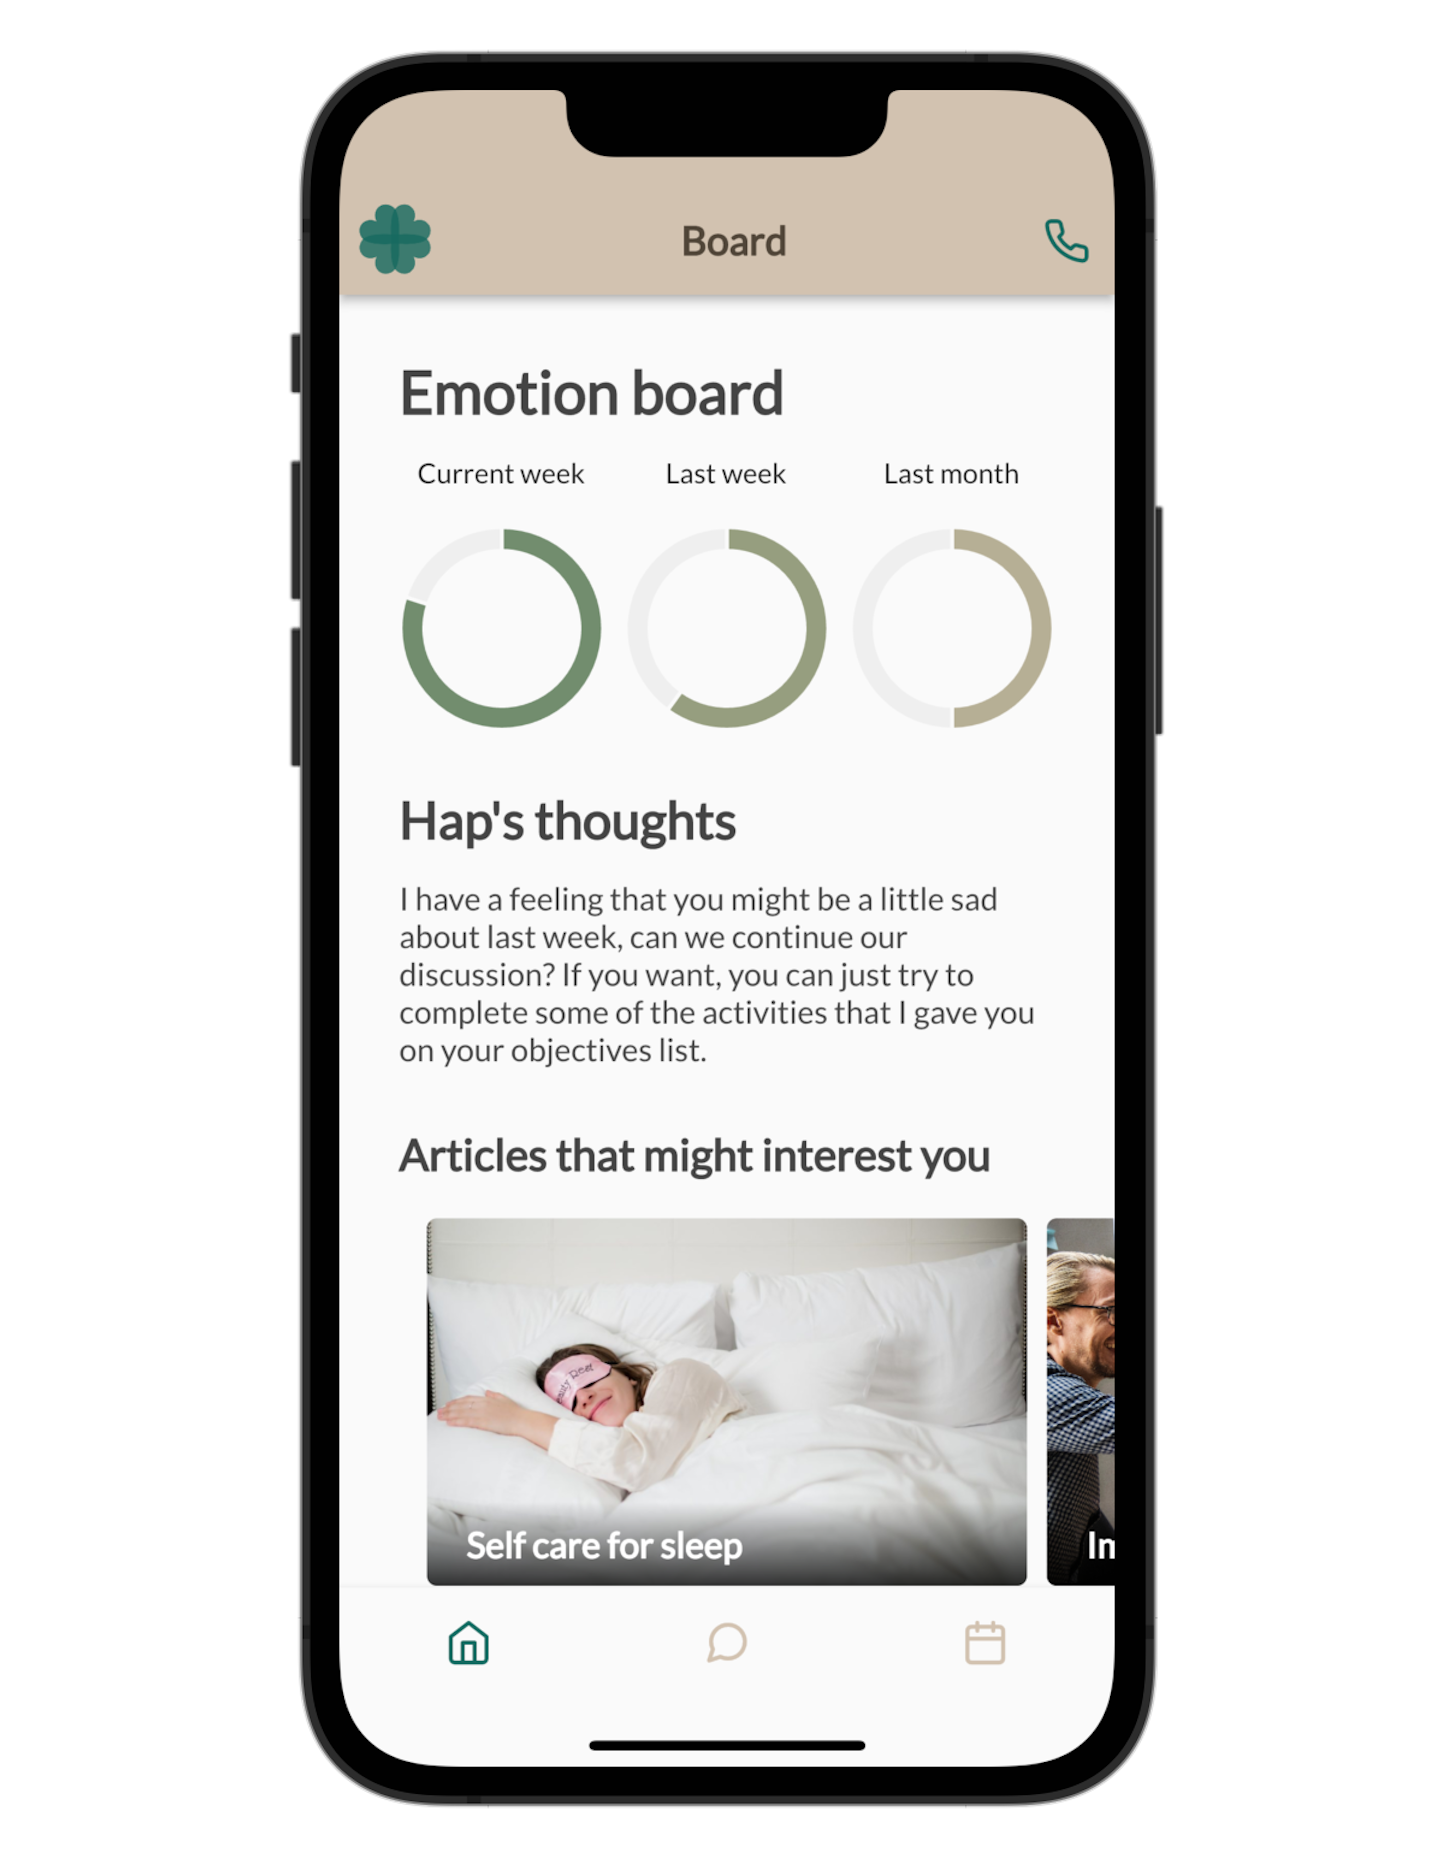 Board
Emotion board
Current week
Last week
Last month
Hap's thoughts
I have a feeling that you might be a little sad
about last week, can we continue our
discussion? If you want, you can just try to
complete some of the activities that I gave you
on your objectives list.
Articles that might interest you
Rest
Self care for sleep